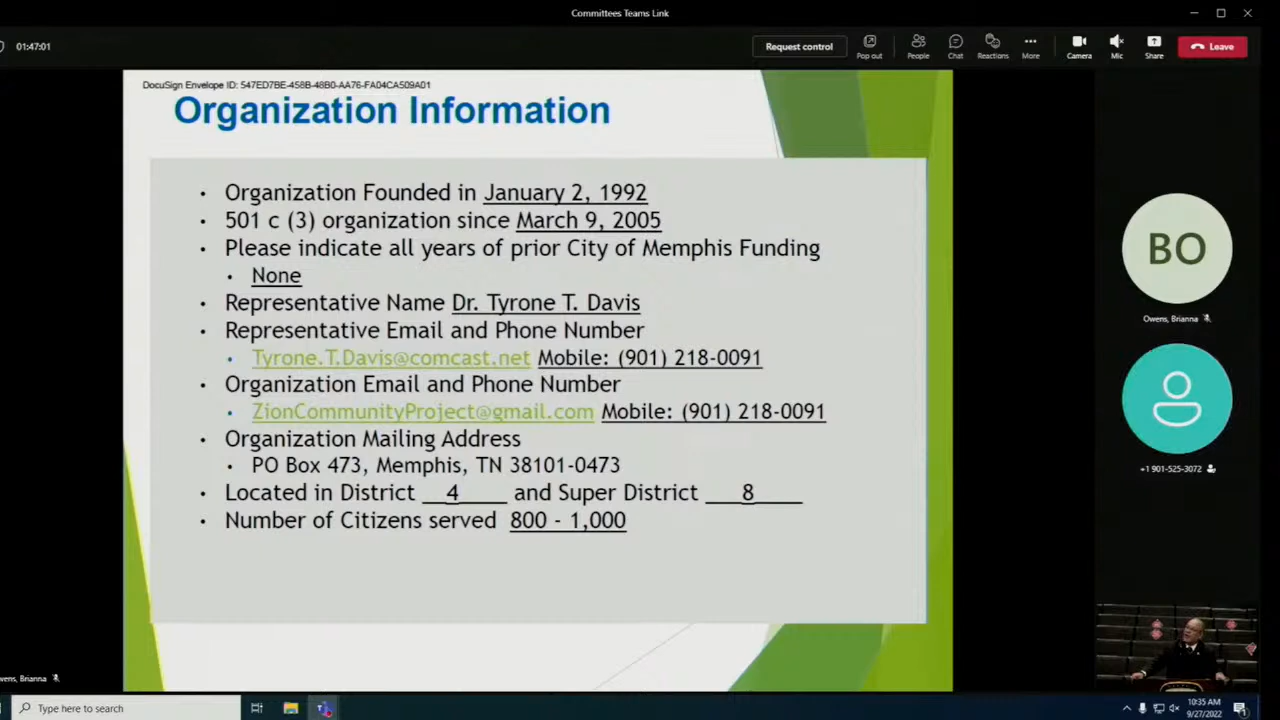 Committees Teams Link
01:47:01
Request control
Pop out
People
Chat
Reactions
More
Camera
Mic
Share
Leave
DocuSign Envelope ID: 547ED7BE-458B-48B0-AA76-FA04CA509A01
Organization Information
• Organization Founded in January 2, 1992
• 501 c (3) organization since March 9, 2005
• Please indicate all years of prior City of Memphis Funding
• None
• Representative Name Dr. Tyrone T. Davis
• Representative Email and Phone Number
• Tyrone.T.Davis@comcast.net Mobile: (901) 218-0091
• Organization Email and Phone Number
• ZionCommunityProject@gmail.com Mobile: (901) 218-0091
• Organization Mailing Address
• PO Box 473, Memphis, TN 38101-0473
• Located in District __4____ and Super District ___8____
• Number of Citizens served 800 - 1,000
BO
Owens, Brianna
+1 901-525-3072
wens, Brianna
Type here to search
10:35 AM
9/27/2022